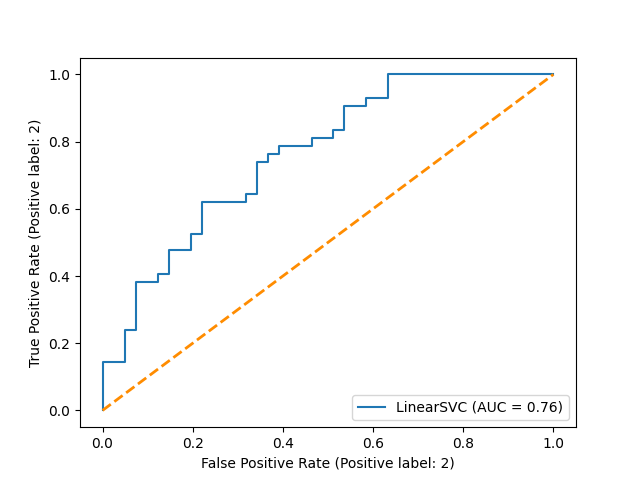 1.0
0.8
0.6
0.4
0.2
0.0
True Positive Rate (Positive label: 2)
LinearSVC (AUC = 0.76)
0.0 0.2 0.4 0.6 0.8 1.0
False Positive Rate (Positive label: 2)